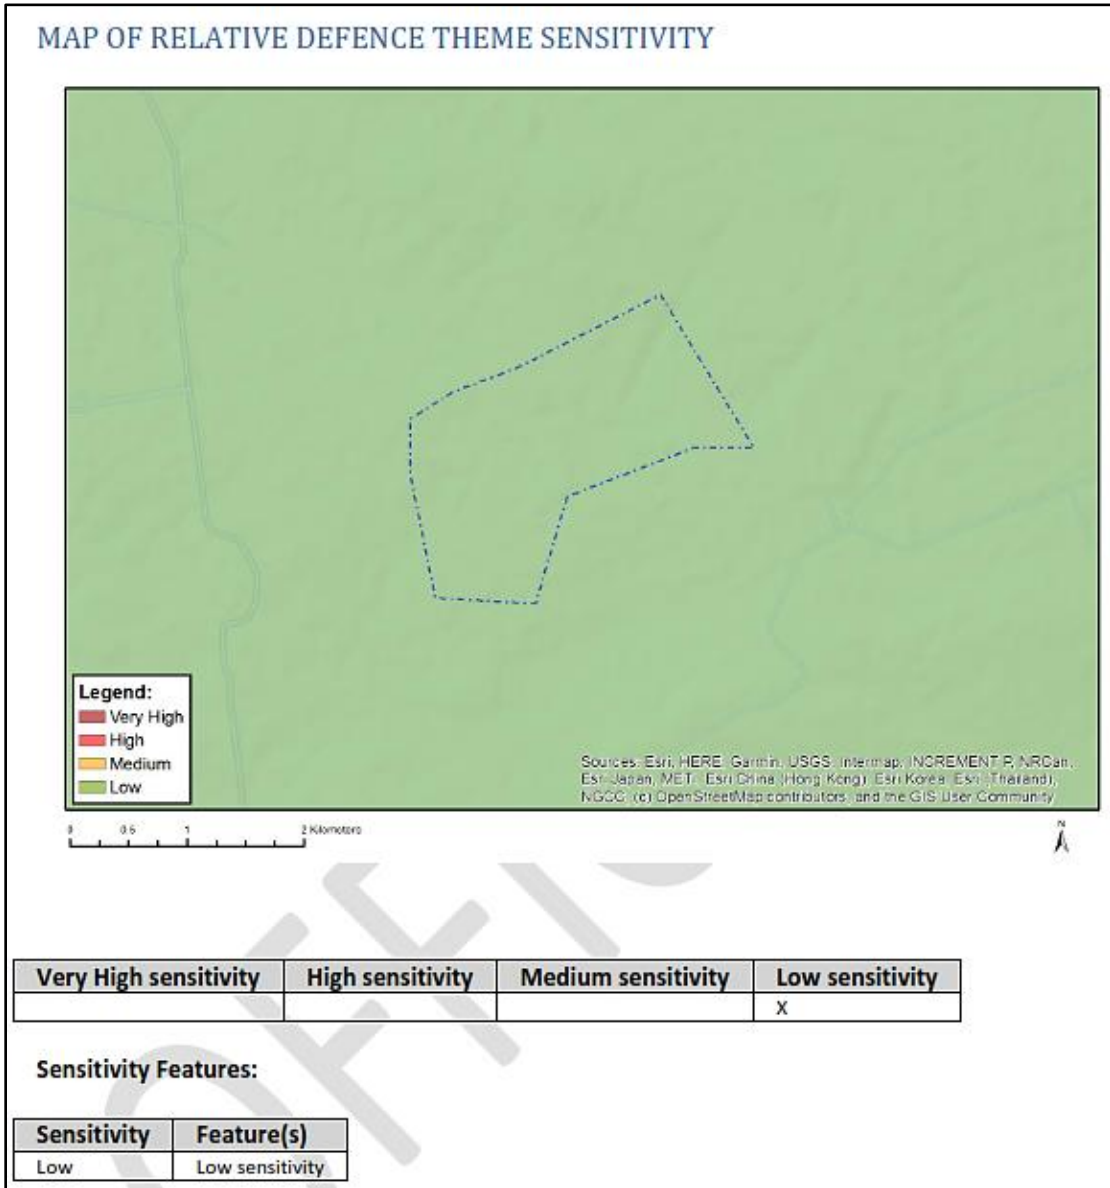 MAP OF RELATIVE DEFENCE THEME SENSITIVITY
Legend:
Very High
High
Medium
Low
Sources: Esri, HERE, Garmin, USGS, Intermap, INCREMENT P, NRCan,
Esri Japan, METI, Esri China (Hong Kong), Esri Korea, Esri (Thailand),
NGCC, (c) OpenStreetMap contributors, and the GIS User Community
0 0.5 1 2 Kilometers
N
Very High sensitivity High sensitivity Medium sensitivity Low sensitivity
X
Sensitivity Features:
Sensitivity Feature(s)
Low Low sensitivity